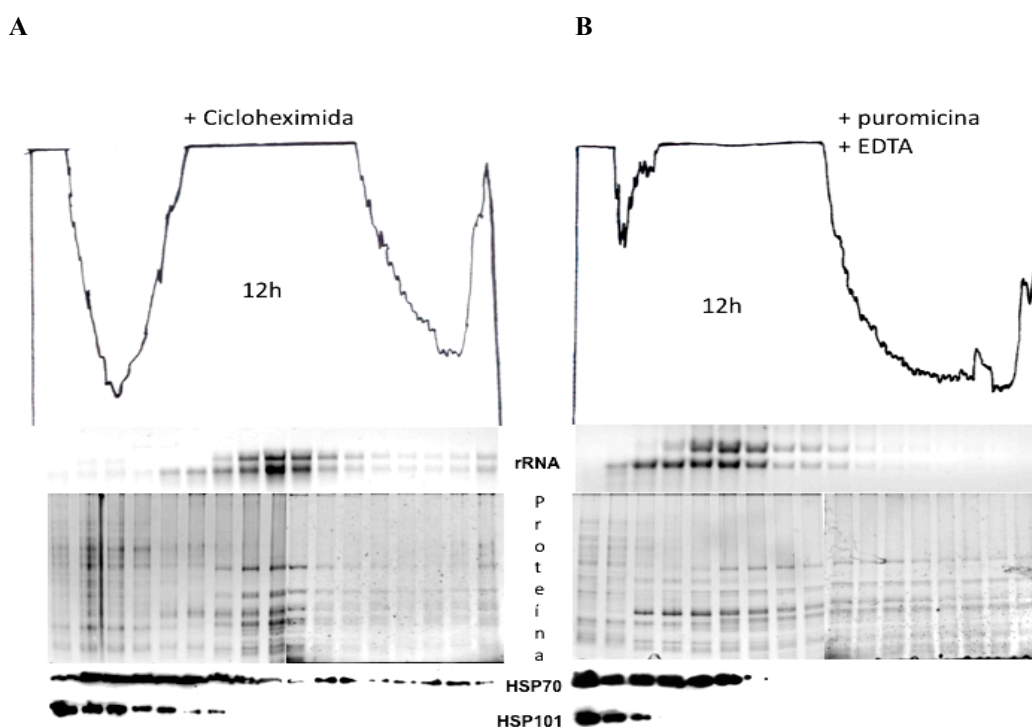 A
B
+ Cicloheximida
+ puromicina
+ EDTA
12h
12h
rRNA
P
r
o
t
e
í
n
a
HSP70
HSP101